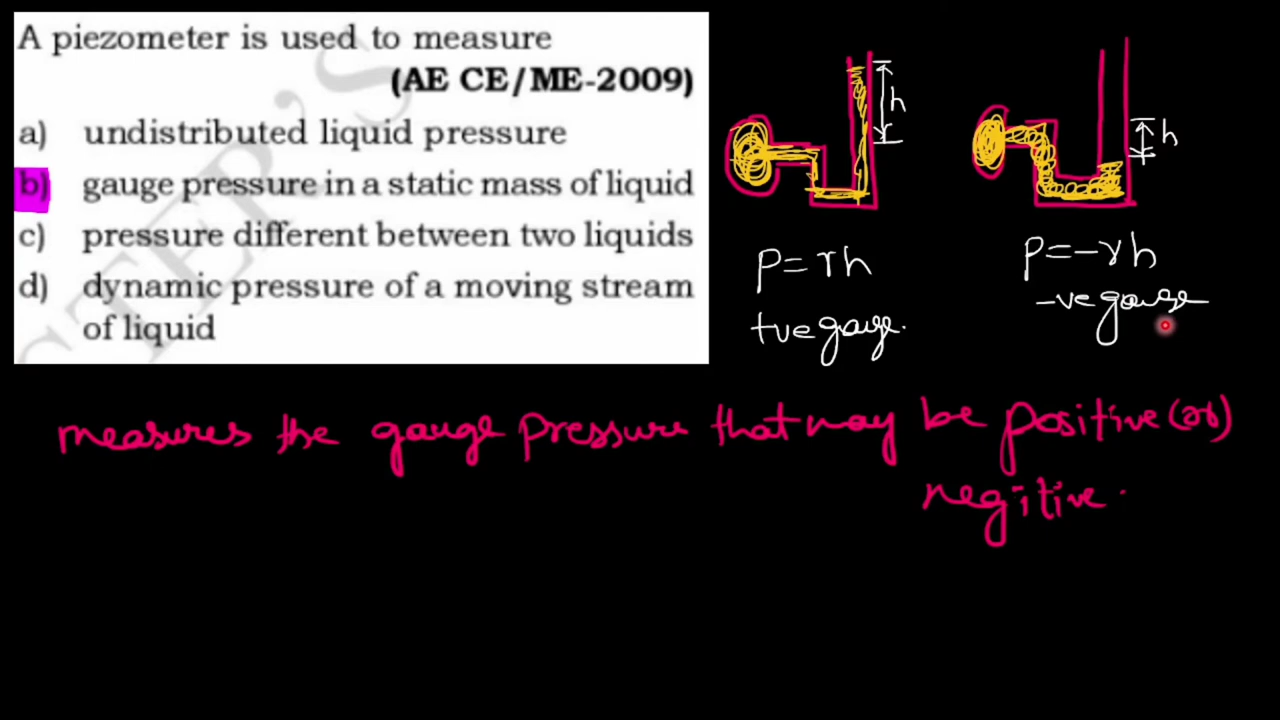 A piezometer is used to measure
(AE CE/ME-2009)
a) undistributed liquid pressure
b) gauge pressure in a static mass of liquid
c) pressure different between two liquids
d) dynamic pressure of a moving stream
of liquid
h
h
P=γh
+ve gauge.
P=-γh
-ve gauge
measures the gauge pressure that may be positive (or)
negitive.